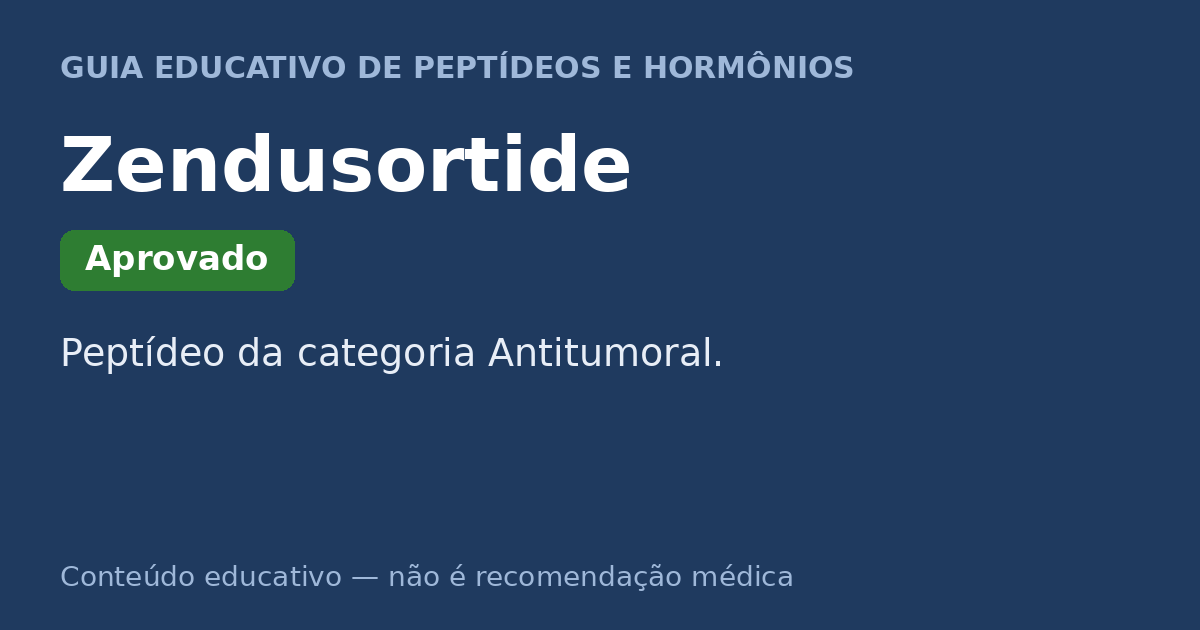 GUIA EDUCATIVO DE PEPTÍDEOS E HORMÔNIOS
Zendusortide
Aprovado
Peptídeo da categoria Antitumoral.
Conteúdo educativo — não é recomendação médica